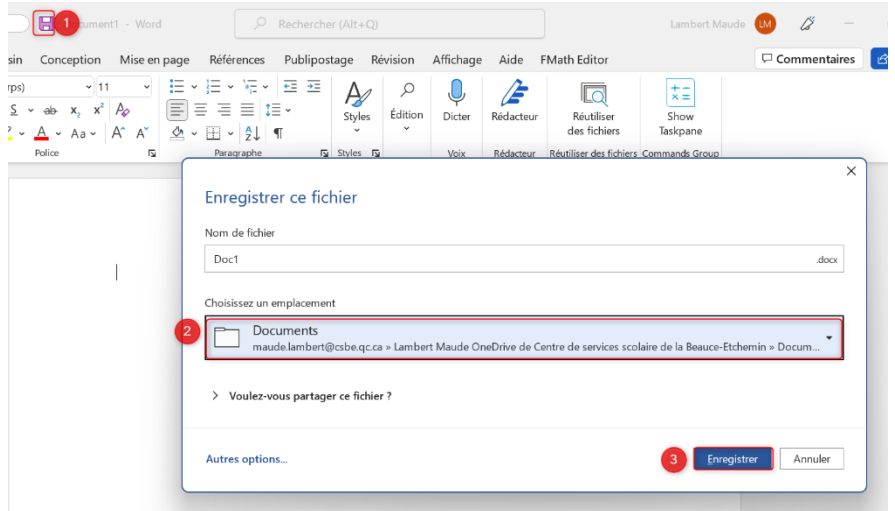 1
ument1 - Word
Rechercher (Alt+Q)
Lambert Maude
LM
sin Conception Mise en page Références Publipostage Révision Affichage Aide FMath Editor
Commentaires
rps)
11
Styles
Édition
Dicter
Rédacteur
Réutiliser
des fichiers
Show
Taskpane
Police
Paragraphe
Styles
Voix
Rédacteur
Réutiliser des fichiers
Commands Group
Enregistrer ce fichier
Nom de fichier
Doc1
.docx
Choisissez un emplacement
2
Documents
maude.lambert@csbe.qc.ca » Lambert Maude OneDrive de Centre de services scolaire de la Beauce-Etchemin » Docum...
Voulez-vous partager ce fichier ?
Autres options...
3
Enregistrer
Annuler